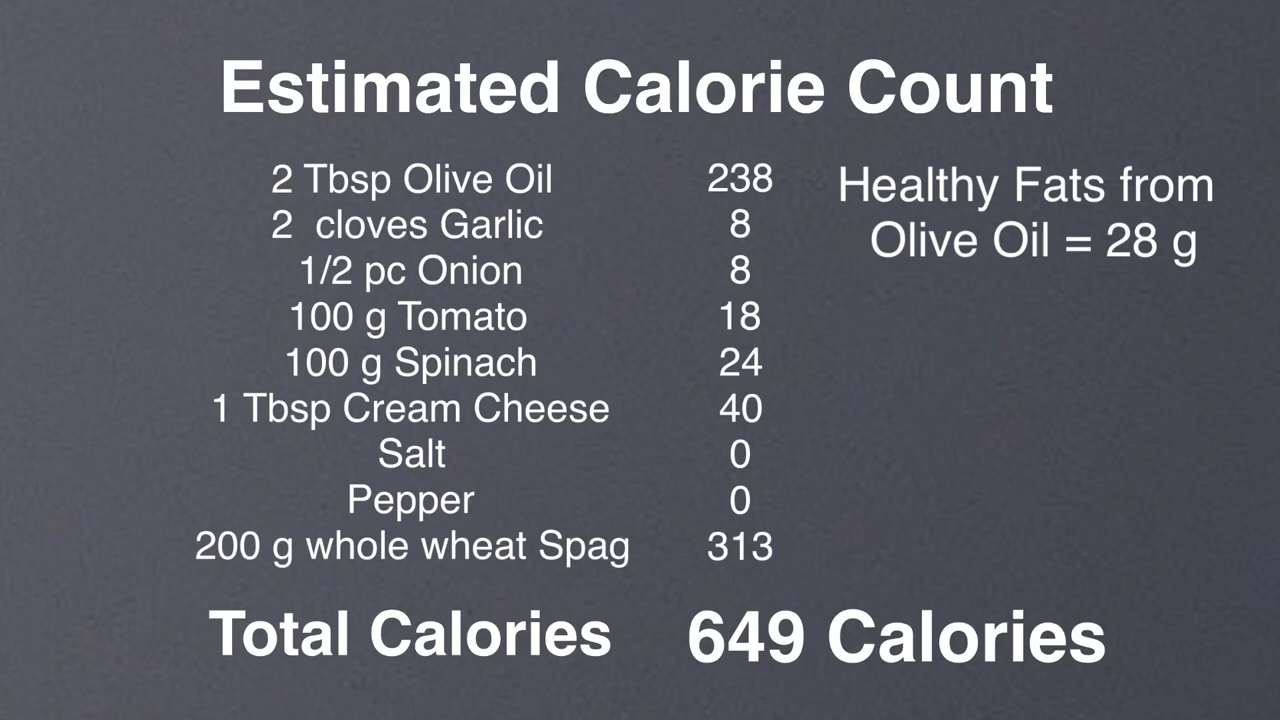 Estimated Calorie Count
2 Tbsp Olive Oil 238
2 cloves Garlic 8
1/2 pc Onion 8
100 g Tomato 18
100 g Spinach 24
1 Tbsp Cream Cheese 40
Salt 0
Pepper 0
200 g whole wheat Spag 313
Healthy Fats from
Olive Oil = 28 g
Total Calories 649 Calories